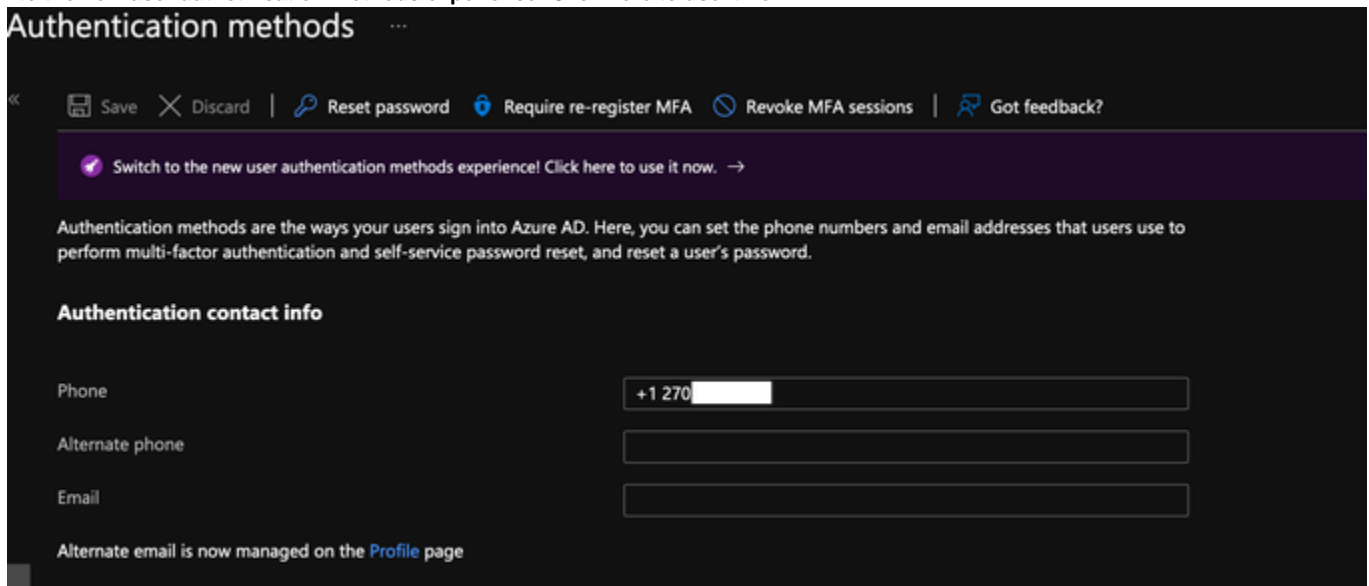 Authentication methods ...
« Save Discard | Reset password Require re-register MFA Revoke MFA sessions | Got feedback?
Switch to the new user authentication methods experience! Click here to use it now. →
Authentication methods are the ways your users sign into Azure AD. Here, you can set the phone numbers and email addresses that users use to
perform multi-factor authentication and self-service password reset, and reset a user's password.
Authentication contact info
Phone +1 270
Alternate phone
Email
Alternate email is now managed on the Profile page